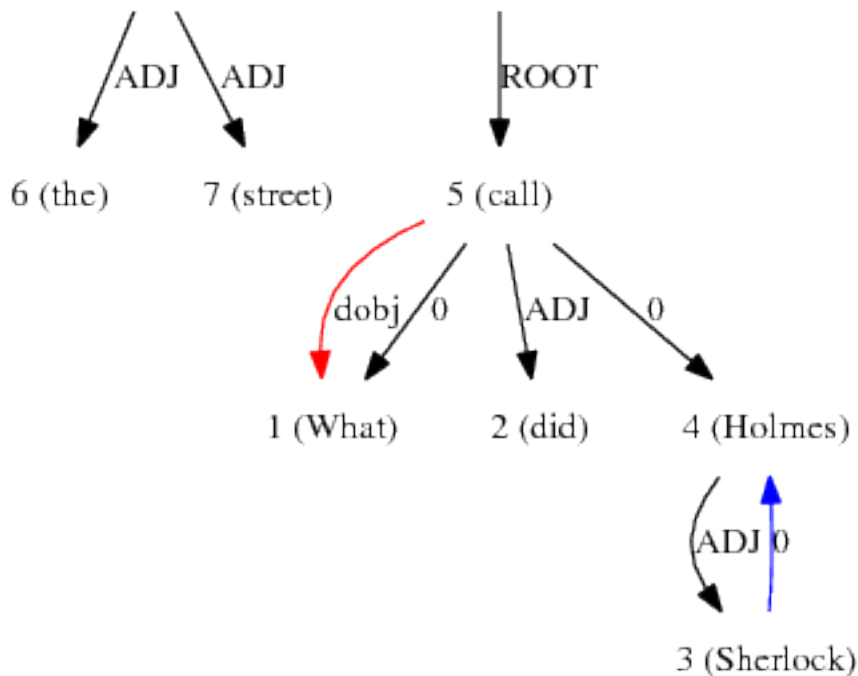 ADJ ADJ ROOT
6 (the) 7 (street) 5 (call)
dobj 0 ADJ 0
1 (What) 2 (did) 4 (Holmes)
ADJ 0
3 (Sherlock)